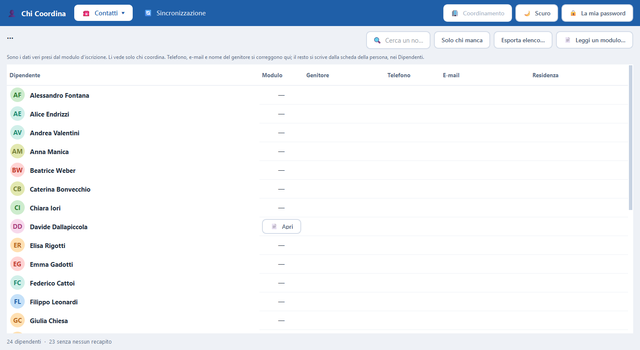 Chi Coordina
Contatti
Sincronizzazione
Coordinamento
Scuro
La mia password
...
Cerca un no...
Solo chi manca
Esporta elenco...
Leggi un modulo...
Sono i dati veri presi dal modulo d'iscrizione. Li vede solo chi coordina. Telefono, e-mail e nome del genitore si correggono qui; il resto si scrive dalla scheda della persona, nei Dipendenti.
Dipendente Modulo Genitore Telefono E-mail Residenza
AF Alessandro Fontana —
AE Alice Endrizzi —
AV Andrea Valentini —
AM Anna Manica —
BW Beatrice Weber —
CB Caterina Bonvecchio —
CI Chiara Iori —
DD Davide Dallapiccola Apri
ER Elisa Rigotti —
EG Emma Gadotti —
FC Federico Cattoi —
FL Filippo Leonardi —
GC Giulia Chiesa —
24 dipendenti · 23 senza nessun recapito